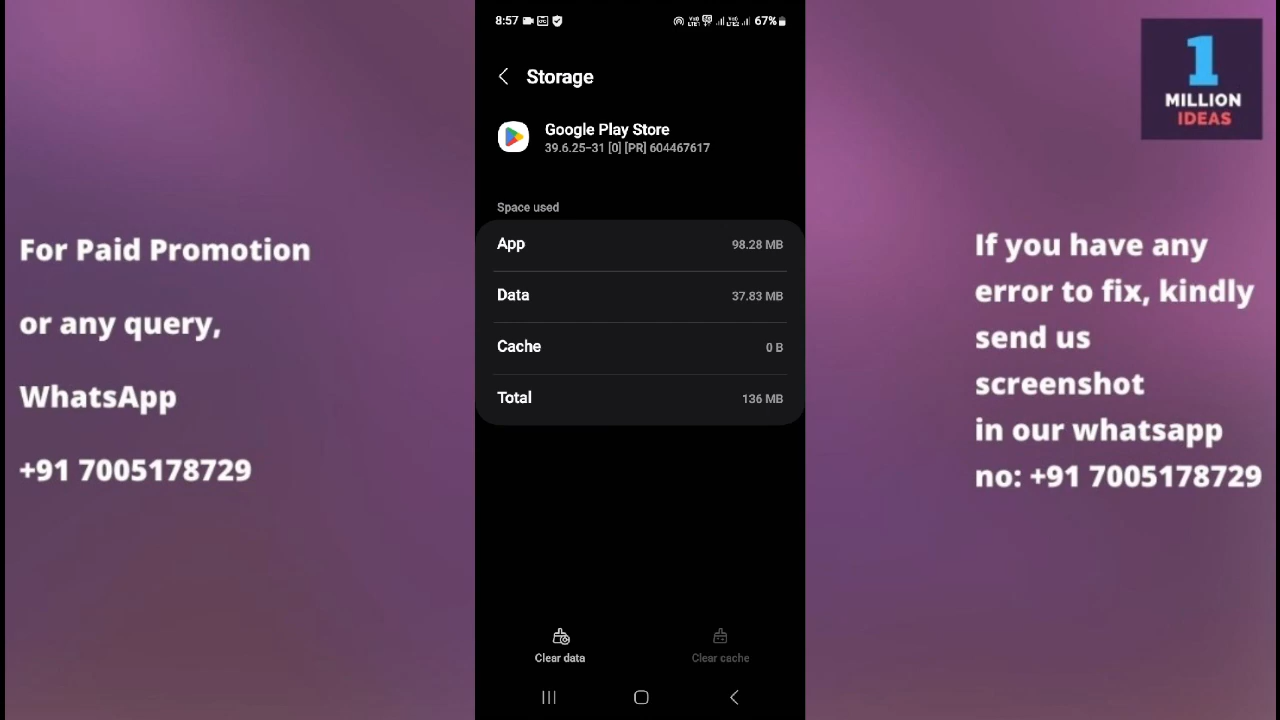 8:57
67%
Storage
Google Play Store
39.6.25-31 [0] [PR] 604467617
Space used
App 98.28 MB
Data 37.83 MB
Cache 0 B
Total 136 MB
Clear data
Clear cache
For Paid Promotion
or any query,
WhatsApp
+91 7005178729
1
MILLION
IDEAS
If you have any
error to fix, kindly
send us
screenshot
in our whatsapp
no: +91 7005178729